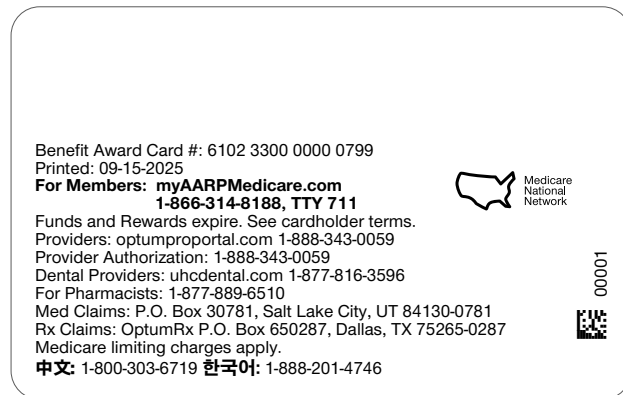 Benefit Award Card #: 6102 3300 0000 0799
Printed: 09-15-2025
For Members: myAARPMedicare.com
1-866-314-8188, TTY 711
Funds and Rewards expire. See cardholder terms.
Providers: optumproportal.com 1-888-343-0059
Provider Authorization: 1-888-343-0059
Dental Providers: uhcdental.com 1-877-816-3596
For Pharmacists: 1-877-889-6510
Med Claims: P.O. Box 30781, Salt Lake City, UT 84130-0781
Rx Claims: OptumRx P.O. Box 650287, Dallas, TX 75265-0287
Medicare limiting charges apply.
中文: 1-800-303-6719 한국어: 1-888-201-4746
Medicare
National
Network
00001